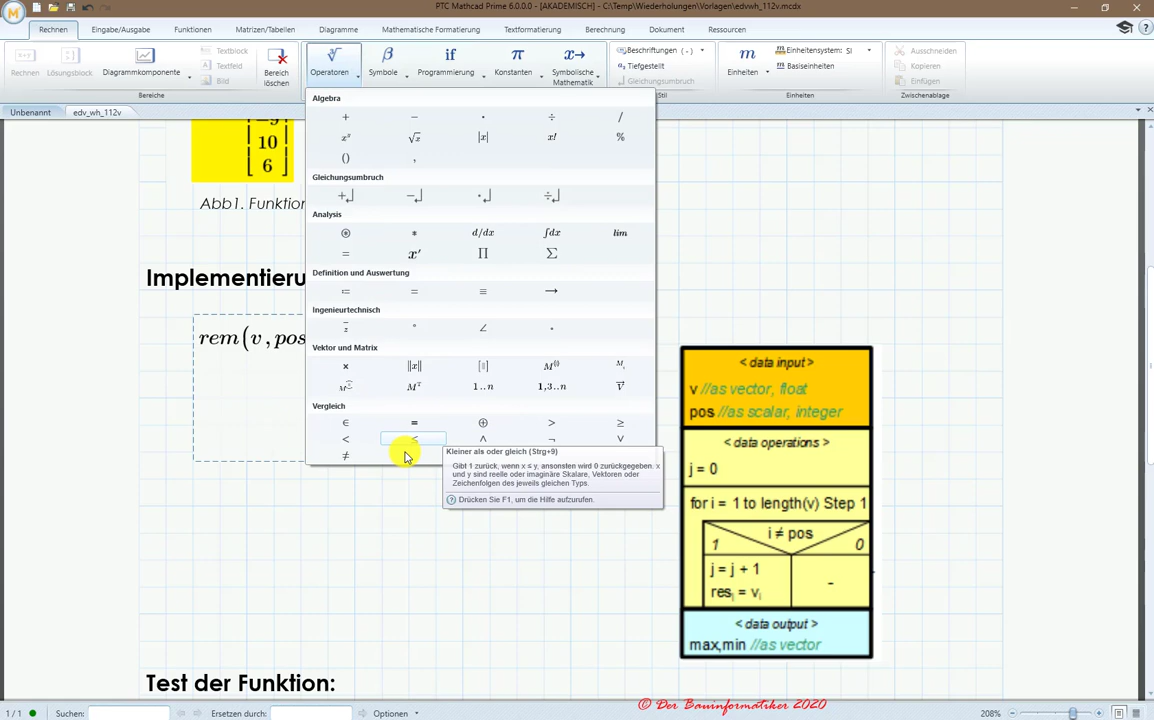 PTC Mathcad Prime 6.0.0.0 - [AKADEMISCH] - C:\Temp\Wiederholungen\Vorlagen\edvwh_112v.mcdx
Rechnen Eingabe/Ausgabe Funktionen Matrizen/Tabellen Diagramme Mathematische Formatierung Textformatierung Berechnung Dokument Ressourcen
Rechnen Lösungsblock Diagrammkomponente Textblock Textfeld Bild Bereich löschen
Operatoren Symbole Programmierung Konstanten Symbolische Mathematik
Beschriftungen ( - ) Tiefgestellt Gleichungsumbruch
Einheiten Einheitensystem: SI Basiseinheiten
Ausschneiden Kopieren Einfügen
Bereiche Stil Einheiten Zwischenablage
Unbenannt edv_wh_112v
Algebra
+ − · ÷ /
√x |x| x! %
() ,
Gleichungsumbruch
Analysis
d/dx ∫dx lim
= x′ ∏ ∑
Definition und Auswertung
:= = ≡ →
Ingenieurtechnisch
Vektor und Matrix
× ||x||
1..n 1,3..n
Vergleich
∈ = ⊕ > ≥
< ≤ ∧ ¬ ∨
≠
Kleiner als oder gleich (Strg+9)
Gibt 1 zurück, wenn x ≤ y, ansonsten wird 0 zurückgegeben. x
und y sind reelle oder imaginäre Skalare, Vektoren oder
Zeichenfolgen des jeweils gleichen Typs.
Drücken Sie F1, um die Hilfe aufzurufen.
10
6
Abb1. Funktion
Implementieru
rem(v,pos
< data input >
v //as vector, float
pos //as scalar, integer
< data operations >
j = 0
for i = 1 to length(v) Step 1
i ≠ pos
1 0
j = j + 1
resj = vi
-
< data output >
max,min //as vector
Test der Funktion:
© Der Bauinformatiker 2020
1 / 1 Suchen: Ersetzen durch: Optionen 208%